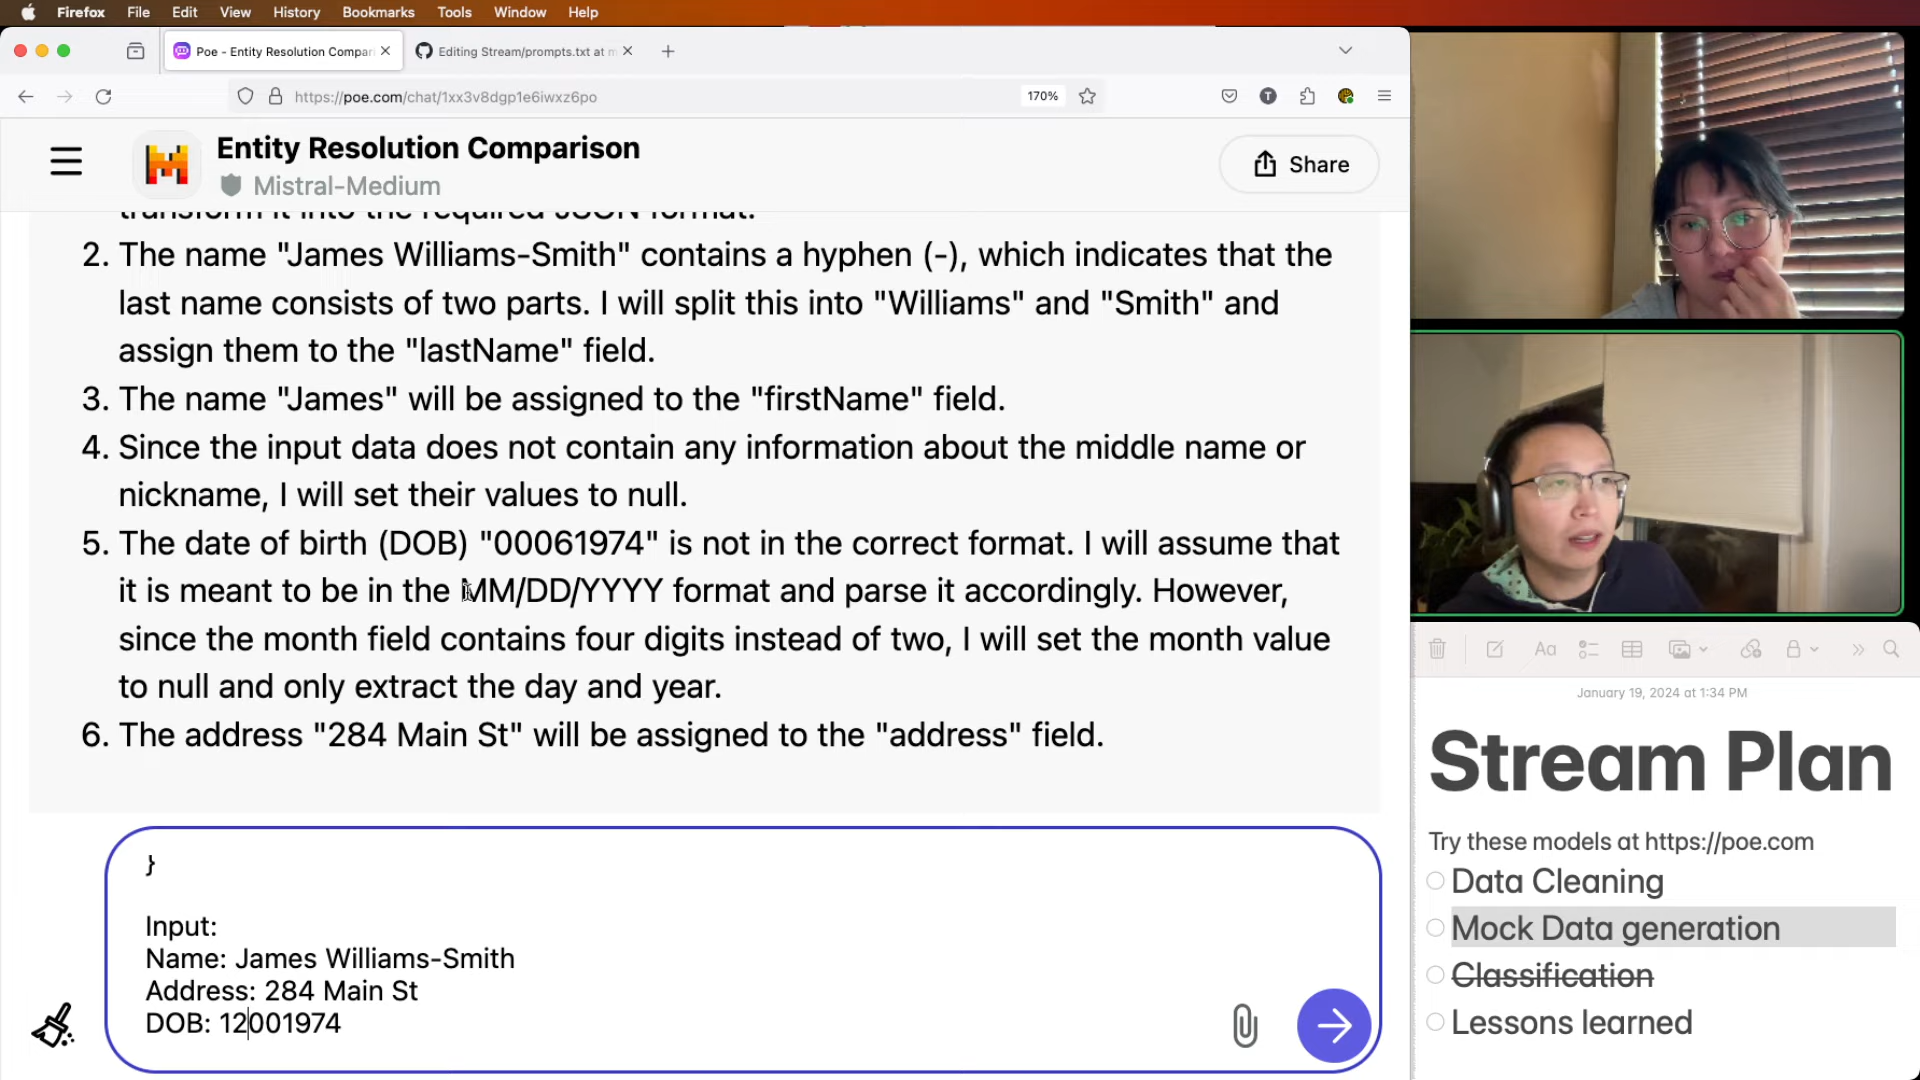 Firefox File Edit View History Bookmarks Tools Window Help
Poe - Entity Resolution Compar
Editing Stream/prompts.txt at m
https://poe.com/chat/1xx3v8dgp1e6iwxz6po
170%
T
Entity Resolution Comparison
Mistral-Medium
Share
transform it into the required JSON format.
2. The name "James Williams-Smith" contains a hyphen (-), which indicates that the
last name consists of two parts. I will split this into "Williams" and "Smith" and
assign them to the "lastName" field.
3. The name "James" will be assigned to the "firstName" field.
4. Since the input data does not contain any information about the middle name or
nickname, I will set their values to null.
5. The date of birth (DOB) "00061974" is not in the correct format. I will assume that
it is meant to be in the MM/DD/YYYY format and parse it accordingly. However,
since the month field contains four digits instead of two, I will set the month value
to null and only extract the day and year.
6. The address "284 Main St" will be assigned to the "address" field.
}
Input:
Name: James Williams-Smith
Address: 284 Main St
DOB: 12001974
Aa
January 19, 2024 at 1:34 PM
Stream Plan
Try these models at https://poe.com
Data Cleaning
Mock Data generation
Classification
Lessons learned